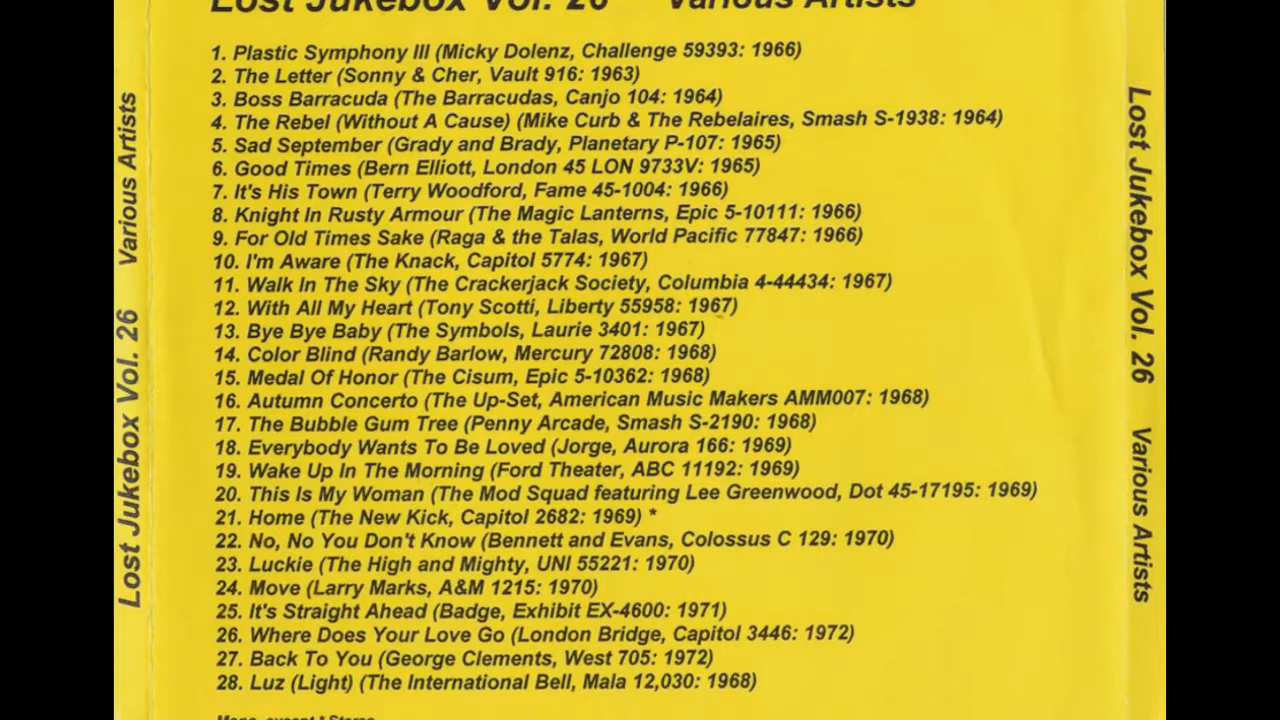 Lost Jukebox Vol. 26 Various Artists
1. Plastic Symphony III (Micky Dolenz, Challenge 59393: 1966)
2. The Letter (Sonny & Cher, Vault 916: 1963)
3. Boss Barracuda (The Barracudas, Canjo 104: 1964)
4. The Rebel (Without A Cause) (Mike Curb & The Rebelaires, Smash S-1938: 1964)
5. Sad September (Grady and Brady, Planetary P-107: 1965)
6. Good Times (Bern Elliott, London 45 LON 9733V: 1965)
7. It's His Town (Terry Woodford, Fame 45-1004: 1966)
8. Knight In Rusty Armour (The Magic Lanterns, Epic 5-10111: 1966)
9. For Old Times Sake (Raga & the Talas, World Pacific 77847: 1966)
10. I'm Aware (The Knack, Capitol 5774: 1967)
11. Walk In The Sky (The Crackerjack Society, Columbia 4-44434: 1967)
12. With All My Heart (Tony Scotti, Liberty 55958: 1967)
13. Bye Bye Baby (The Symbols, Laurie 3401: 1967)
14. Color Blind (Randy Barlow, Mercury 72808: 1968)
15. Medal Of Honor (The Cisum, Epic 5-10362: 1968)
16. Autumn Concerto (The Up-Set, American Music Makers AMM007: 1968)
17. The Bubble Gum Tree (Penny Arcade, Smash S-2190: 1968)
18. Everybody Wants To Be Loved (Jorge, Aurora 166: 1969)
19. Wake Up In The Morning (Ford Theater, ABC 11192: 1969)
20. This Is My Woman (The Mod Squad featuring Lee Greenwood, Dot 45-17195: 1969)
21. Home (The New Kick, Capitol 2682: 1969) *
22. No, No You Don't Know (Bennett and Evans, Colossus C 129: 1970)
23. Luckie (The High and Mighty, UNI 55221: 1970)
24. Move (Larry Marks, A&M 1215: 1970)
25. It's Straight Ahead (Badge, Exhibit EX-4600: 1971)
26. Where Does Your Love Go (London Bridge, Capitol 3446: 1972)
27. Back To You (George Clements, West 705: 1972)
28. Luz (Light) (The International Bell, Mala 12,030: 1968)
Mono, except * Stereo
Lost Jukebox Vol. 26 Various Artists
Lost Jukebox Vol. 26 Various Artists